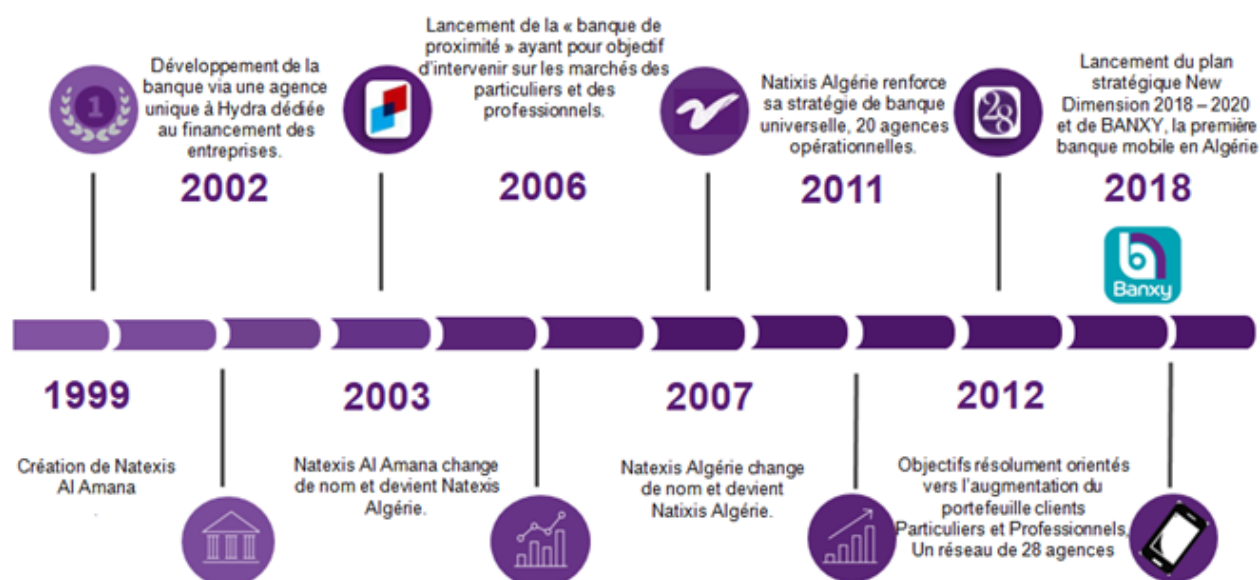 1
Développement de la
banque via une agence
unique à Hydra dédiée
au financement des
entreprises.
2002
Lancement de la « banque de
proximité » ayant pour objectif
d'intervenir sur les marchés des
particuliers et des
professionnels.
2006
Natixis Algérie renforce
sa stratégie de banque
universelle, 20 agences
opérationnelles.
2011
28
Lancement du plan
stratégique New
Dimension 2018 – 2020
et de BANXY, la première
banque mobile en Algérie
2018
b
Banxy
1999
Création de Natexis
Al Amana
.
2003
Natexis Al Amana change
de nom et devient Natexis
Algérie.
2007
Natexis Algérie change
de nom et devient
Natixis Algérie.
2012
Objectifs résolument orientés
vers l'augmentation du
portefeuille clients
Particuliers et Professionnels,
Un réseau de 28 agences